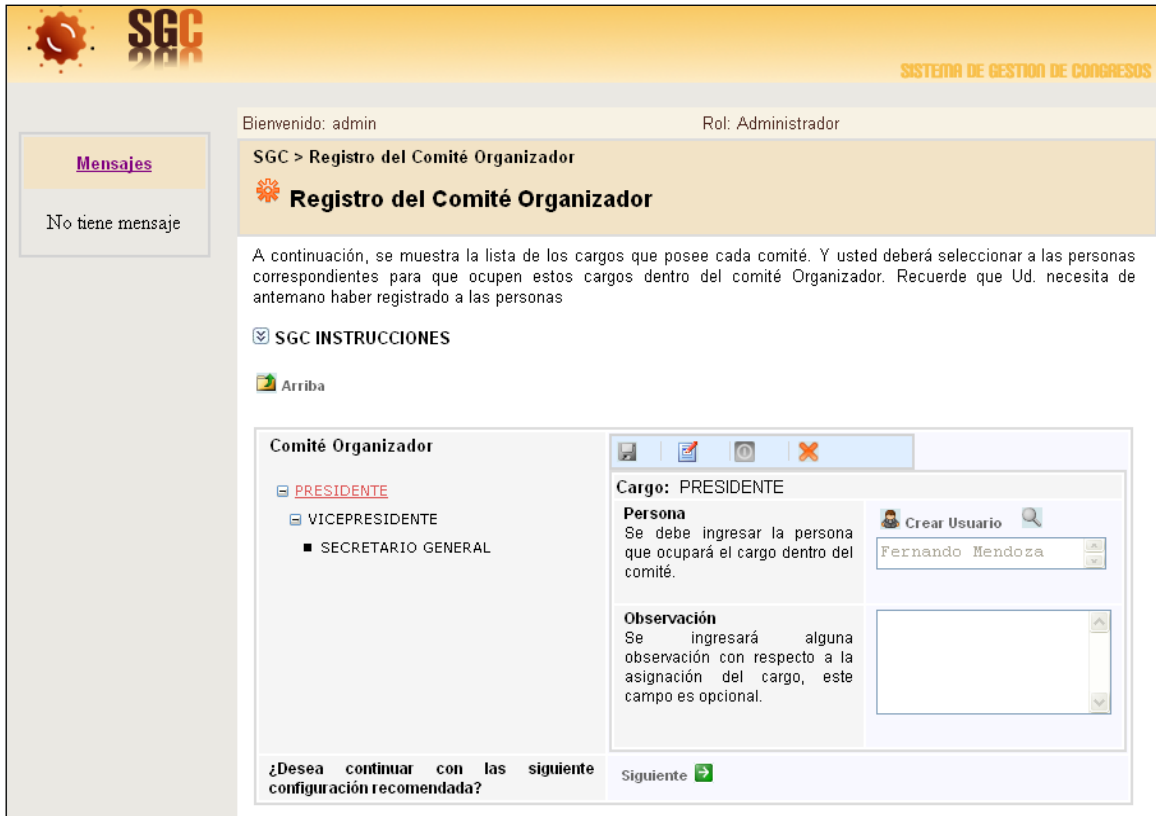 SGC
SISTEMA DE GESTION DE CONGRESOS
Bienvenido: admin
Rol: Administrador
Mensajes
No tiene mensaje
SGC > Registro del Comité Organizador
Registro del Comité Organizador
A continuación, se muestra la lista de los cargos que posee cada comité. Y usted deberá seleccionar a las personas
correspondientes para que ocupen estos cargos dentro del comité Organizador. Recuerde que Ud. necesita de
antemano haber registrado a las personas
SGC INSTRUCCIONES
Arriba
Comité Organizador
PRESIDENTE
VICEPRESIDENTE
SECRETARIO GENERAL
Cargo: PRESIDENTE
Persona
Se debe ingresar la persona
que ocupará el cargo dentro del
comité.
Crear Usuario
Fernando Mendoza
Observación
Se ingresará alguna
observación con respecto a la
asignación del cargo, este
campo es opcional.
¿Desea continuar con las siguiente
configuración recomendada?
Siguiente